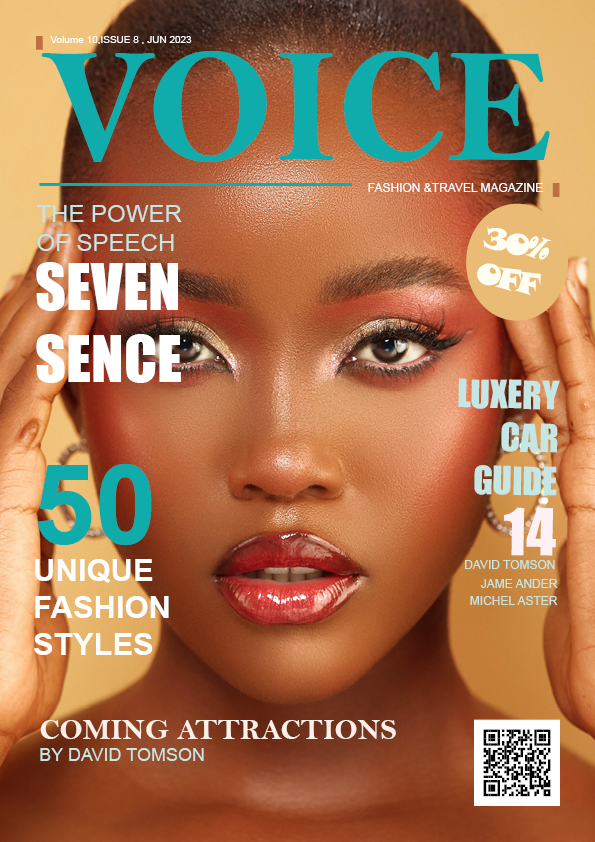 Volume 10,ISSUE 8 , JUN 2023
VOICE
FASHION &TRAVEL MAGAZINE
THE POWER
OF SPEECH
SEVEN
SENCE
30%
OFF
LUXERY
CAR
GUIDE
14
DAVID TOMSON
JAME ANDER
MICHEL ASTER
50
UNIQUE
FASHION
STYLES
COMING ATTRACTIONS
BY DAVID TOMSON